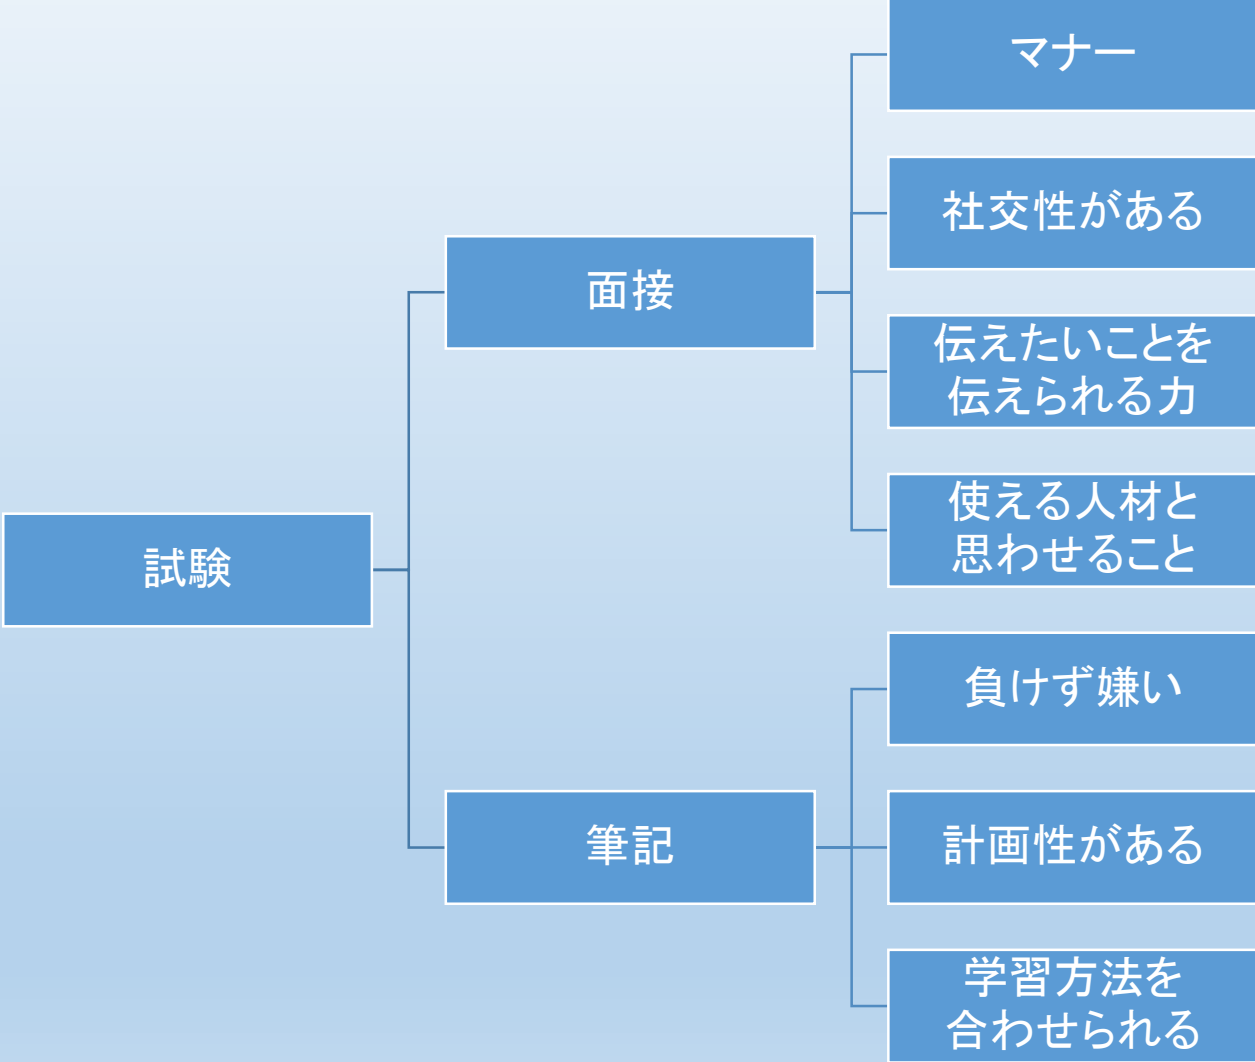 マナー
社交性がある
面接
伝えたいことを
伝えられる力
使える人材と
思わせること
試験
負けず嫌い
筆記
計画性がある
学習方法を
合わせられる